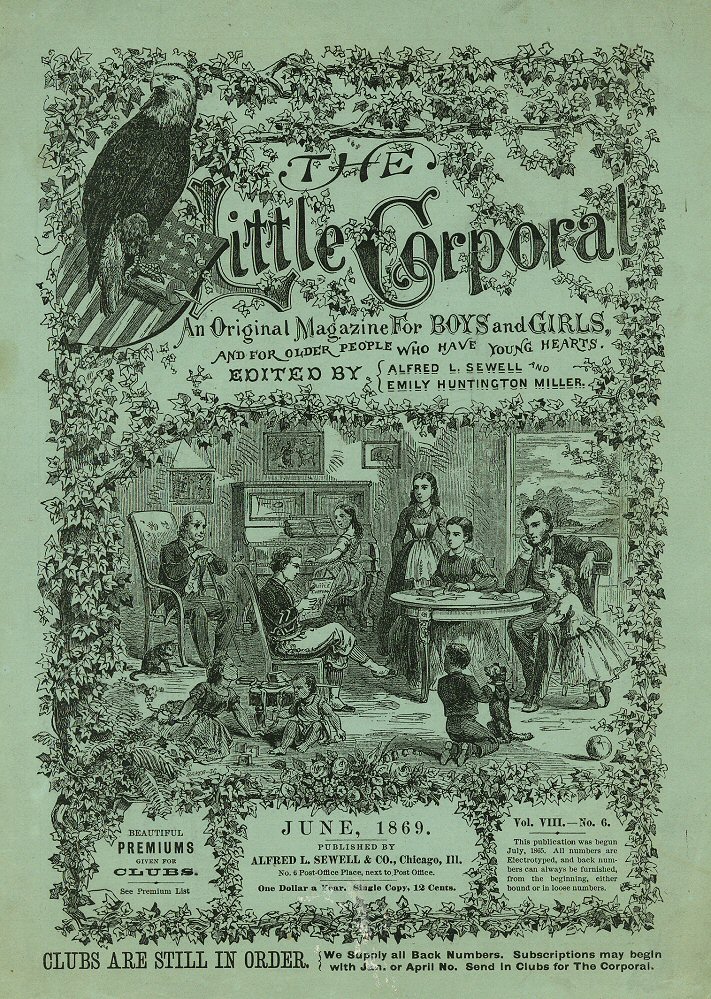 THE
Little Corporal
An Original Magazine For BOYS and GIRLS,
AND FOR OLDER PEOPLE WHO HAVE YOUNG HEARTS.
EDITED BY { ALFRED L. SEWELL AND
EMILY HUNTINGTON MILLER.
LITTLE
CORPORAL
BEAUTIFUL
PREMIUMS
GIVEN FOR
CLUBS.
See Premium List
JUNE, 1869.
PUBLISHED BY
ALFRED L. SEWELL & CO., Chicago, Ill.
No. 6 Post-Office Place, next to Post Office.
One Dollar a Year. Single Copy, 12 Cents.
Vol. VIII.—No. 6.
This publication was begun
July, 1865. All numbers are
Electrotyped, and back num-
bers can always be furnished,
from the beginning, either
bound or in loose numbers.
CLUBS ARE STILL IN ORDER. { We Supply all Back Numbers. Subscriptions may begin
with Jan. or April No. Send in Clubs for The Corporal.